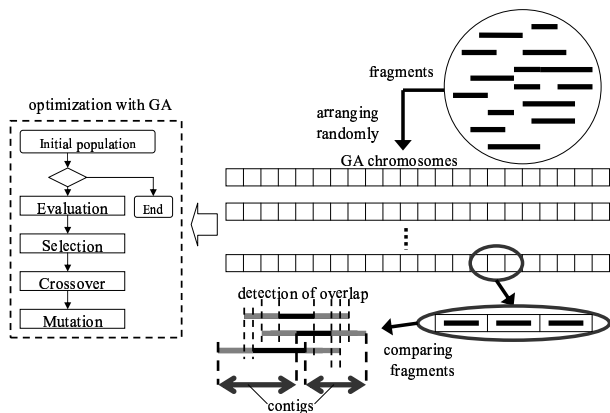 fragments
arranging
randomly
GA chromosomes
optimization with GA
Initial population
Evaluation
End
Selection
Crossover
Mutation
detection of overlap
comparing
fragments
contigs